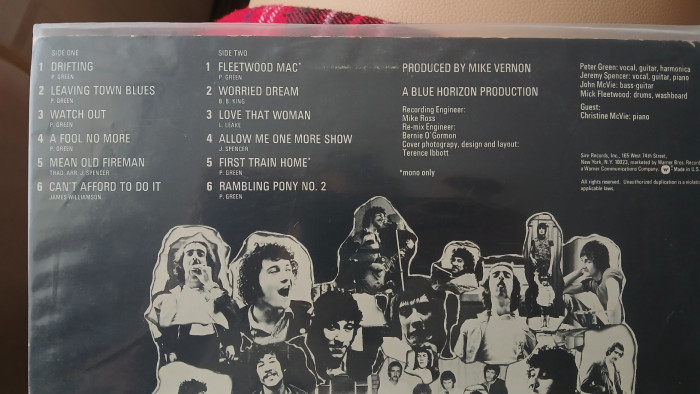 SIDE ONE
1 DRIFTING
P. GREEN
2 LEAVING TOWN BLUES
P. GREEN
3 WATCH OUT
P. GREEN
4 A FOOL NO MORE
P. GREEN
5 MEAN OLD FIREMAN
TRAD. ARR. J. SPENCER
6 CAN'T AFFORD TO DO IT
JAMES WILLIAMSON
SIDE TWO
1 FLEETWOOD MAC*
P. GREEN
2 WORRIED DREAM
B. B. KING
3 LOVE THAT WOMAN
L. LEAKE
4 ALLOW ME ONE MORE SHOW
J. SPENCER
5 FIRST TRAIN HOME*
P. GREEN
6 RAMBLING PONY NO. 2
P. GREEN
PRODUCED BY MIKE VERNON
A BLUE HORIZON PRODUCTION
Recording Engineer:
Mike Ross
Re-mix Engineer:
Bernie O'Gormon
Cover photograpy, design and layout:
Terence Ibbott
*mono only
Peter Green: vocal, guitar, harmonica
Jeremy Spencer: vocal, guitar, piano
John McVie: bass-guitar
Mick Fleetwood: drums, washboard
Guest:
Christine McVie: piano
Sire Records, Inc., 165 West 74th Street,
New York, N.Y. 10023, marketed by Warner Bros. Record
a Warner Communications Company. W Made in U.S.
All rights reserved. Unauthorized duplication is a violatio
applicable laws.